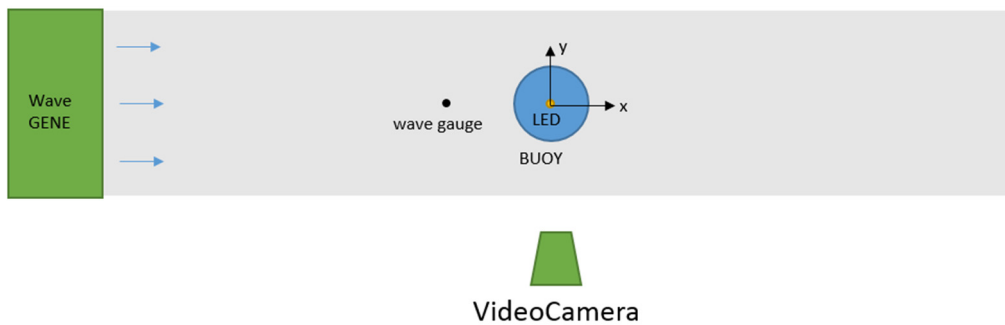 Wave
GENE
wave gauge
y
x
LED
BUOY
VideoCamera